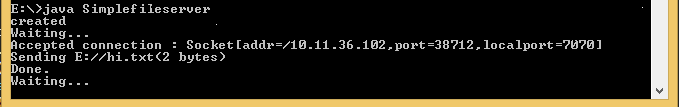 E:\>java Simplefileserver
created
Waiting...
Accepted connection : Socket[addr=/10.11.36.102,port=38712,localport=7070]
Sending E://hi.txt(2 bytes)
Done.
Waiting...